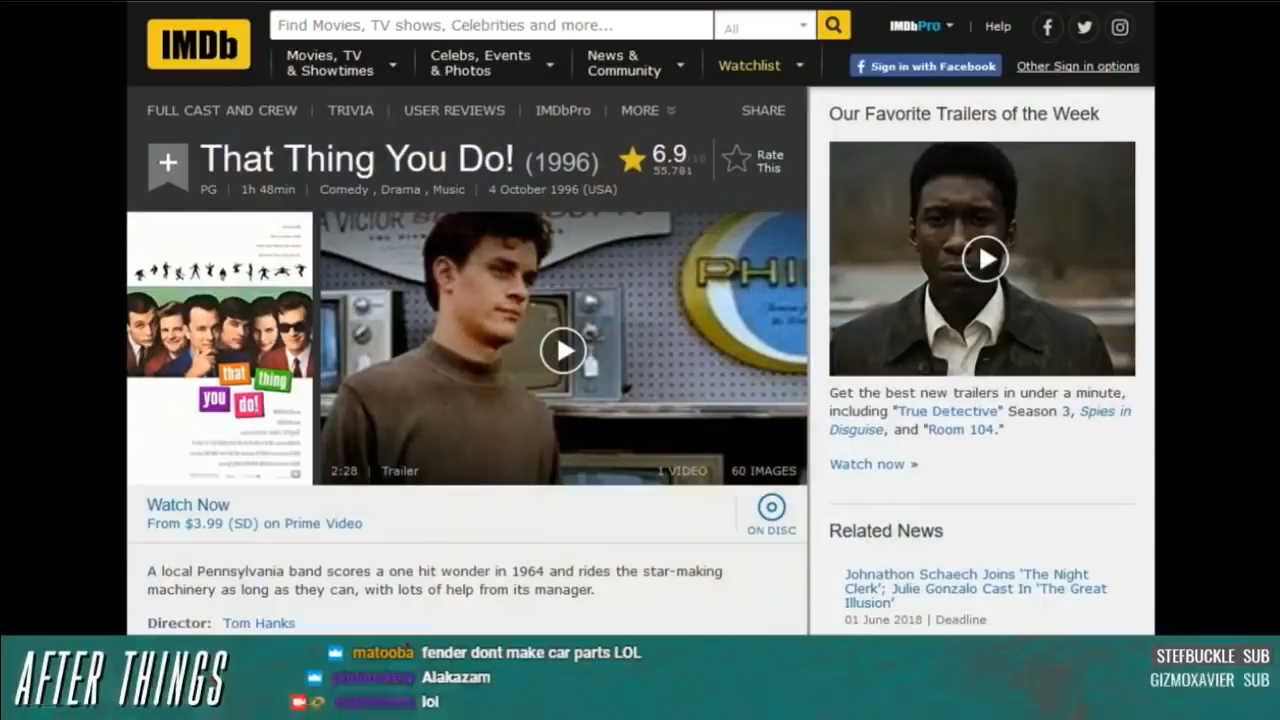 IMDb
Find Movies, TV shows, Celebrities and more...
All
IMDbPro
Help
Movies, TV
& Showtimes
Celebs, Events
& Photos
News &
Community
Watchlist
Sign in with Facebook
Other Sign in options
FULL CAST AND CREW | TRIVIA | USER REVIEWS | IMDbPro | MORE
SHARE
+ That Thing You Do! (1996)
6.9/10
55,781
Rate
This
PG | 1h 48min | Comedy, Drama, Music | 4 October 1996 (USA)
A VICTOR
PHI
that
thing
you
do!
2:28 | Trailer
1 VIDEO
60 IMAGES
Watch Now
From $3.99 (SD) on Prime Video
ON DISC
A local Pennsylvania band scores a one hit wonder in 1964 and rides the star-making
machinery as long as they can, with lots of help from its manager.
Director: Tom Hanks
Our Favorite Trailers of the Week
Get the best new trailers in under a minute,
including "True Detective" Season 3, Spies in
Disguise, and "Room 104."
Watch now »
Related News
Johnathon Schaech Joins 'The Night
Clerk'; Julie Gonzalo Cast In 'The Great
Illusion'
01 June 2018 | Deadline
AFTER THINGS
matooba fender dont make car parts LOL
Alakazam
lol
STEFBUCKLE SUB
GIZMOXAVIER SUB